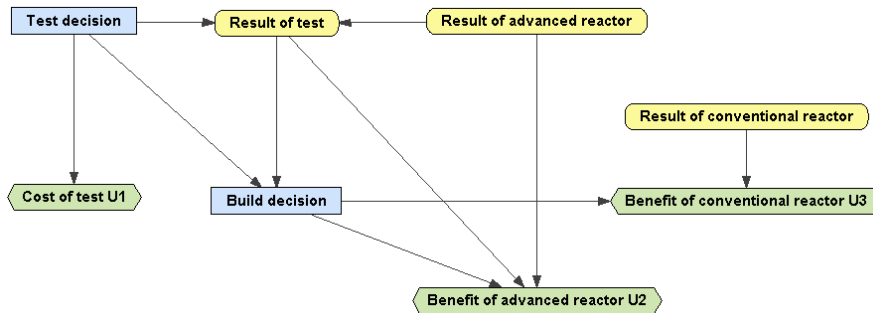 Test decision
Result of test
Result of advanced reactor
Result of conventional reactor
Cost of test U1
Build decision
Benefit of conventional reactor U3
Benefit of advanced reactor U2